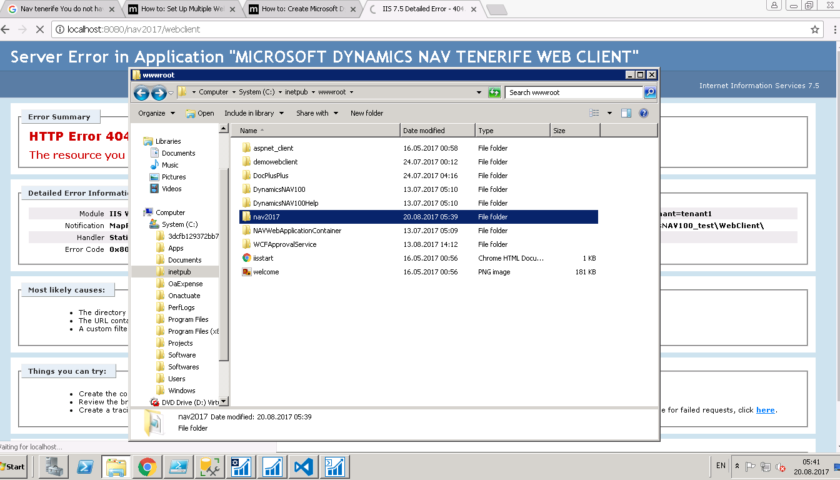 Nav tenerife You do not ha
How to: Set Up Multiple We
How to: Create Microsoft D
IIS 7.5 Detailed Error - 404.
localhost:8080/nav2017/webclient
Server Error in Application "MICROSOFT DYNAMICS NAV TENERIFE WEB CLIENT"
Internet Information Services 7.5
wwwroot
Computer System (C:) inetpub wwwroot
Search wwwroot
Organize Open Include in library Share with New folder
Error Summary
HTTP Error 404
The resource you
Detailed Error Informati
Module IIS W
Notification Map
Handler Stati
Error Code 0x80
nant=tenant1
NAV100_test\WebClient\
Most likely causes:
The directory
The URL conta
A custom filte
Things you can try:
Create the co
Review the br
Create a traci
e for failed requests, click here.
Libraries
Documents
Music
Pictures
Videos
Computer
System (C:)
3dcfb129372bb7
Apps
Documents
inetpub
OaExpense
Onactuate
PerfLogs
Program Files
Program Files (x8
Projects
Software
Softwares
Users
Windows
DVD Drive (D:) Virtu
Name Date modified Type Size
aspnet_client 16.05.2017 00:58 File folder
demowebclient 24.07.2017 00:12 File folder
DocPlusPlus 24.07.2017 04:16 File folder
DynamicsNAV100 13.07.2017 05:10 File folder
DynamicsNAV100Help 13.07.2017 05:10 File folder
nav2017 20.08.2017 05:39 File folder
NAVWebApplicationContainer 13.07.2017 05:09 File folder
WCFApprovalService 13.08.2017 14:12 File folder
iisstart 16.05.2017 00:56 Chrome HTML Docu... 1 KB
welcome 16.05.2017 00:56 PNG image 181 KB
nav2017 Date modified: 20.08.2017 05:39
File folder
Waiting for localhost...
Start
EN
05:41
20.08.2017